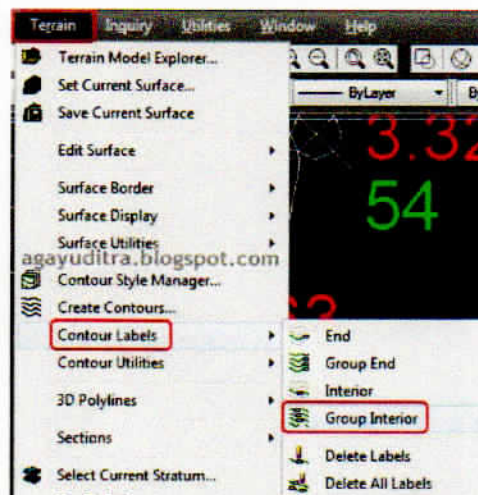 Terrain Inquiry Utilities Window Help
Terrain Model Explorer...
Set Current Surface...
ByLayer
Save Current Surface
3.32
Edit Surface
54
Surface Border
Surface Display
Surface Utilities
agayuditra.blogspot.com
Contour Style Manager...
Create Contours...
Contour Labels
End
Contour Utilities
Group End
Interior
3D Polylines
Group Interior
Sections
Delete Labels
Select Current Stratum...
Delete All Labels